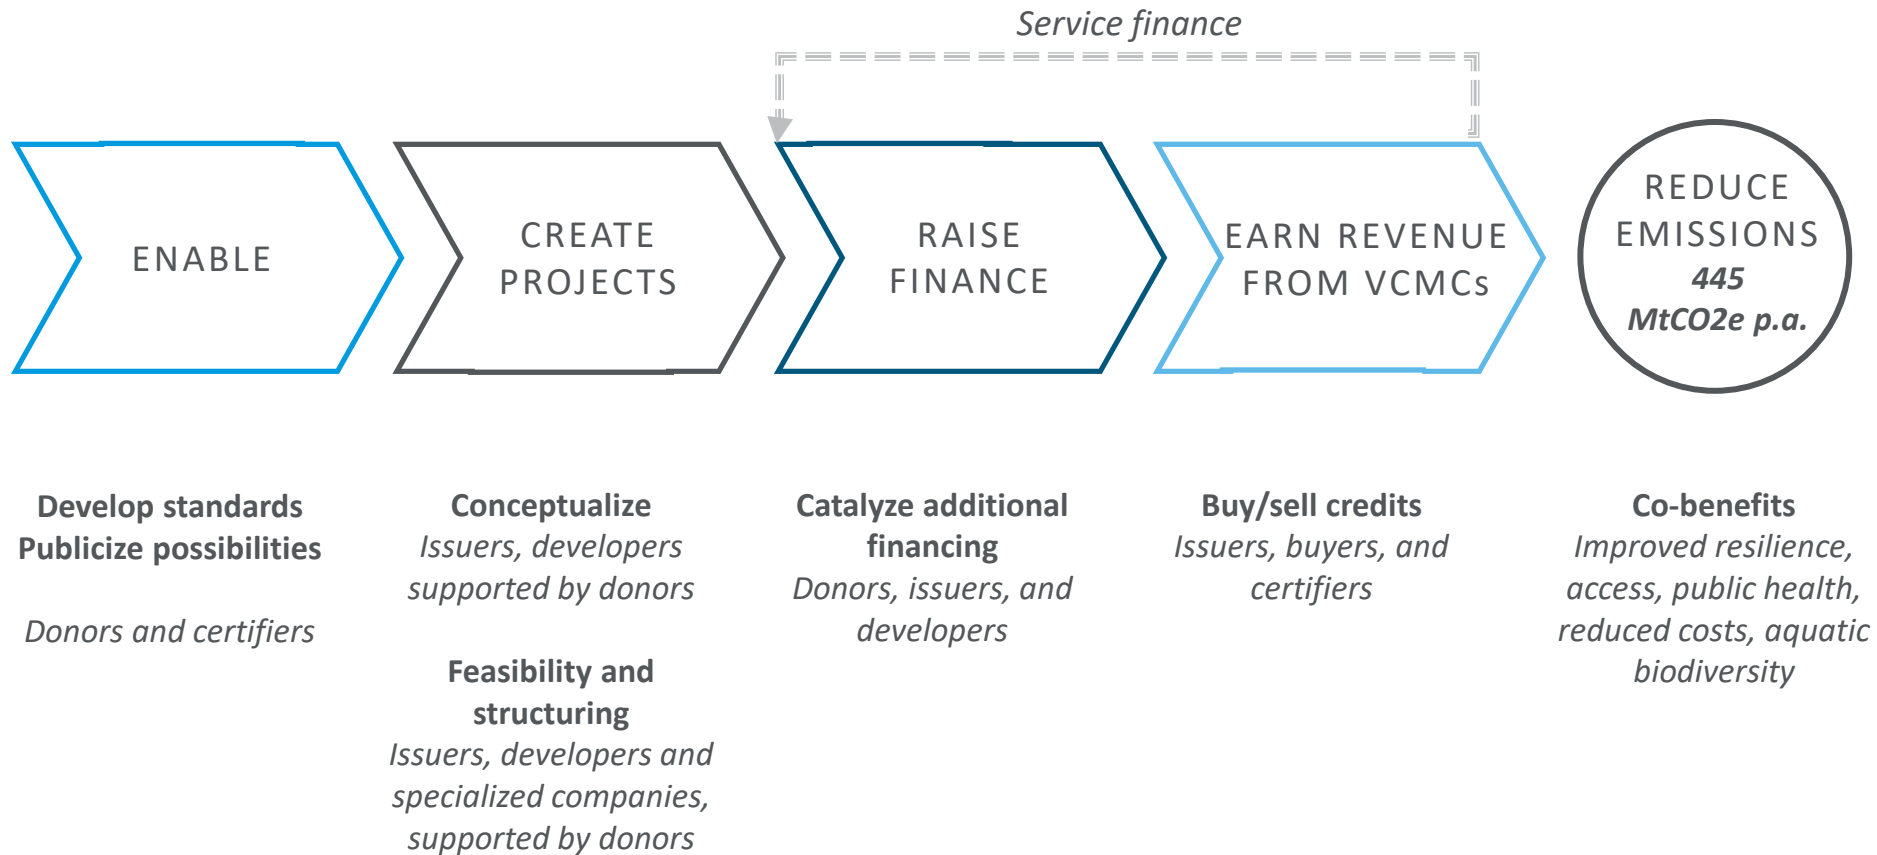 Service finance
ENABLE
CREATE
PROJECTS
RAISE
FINANCE
EARN REVENUE
FROM VCMCs
REDUCE
EMISSIONS
445
MtCO2e p.a.
Develop standards
Publicize possibilities
Donors and certifiers
Conceptualize
Issuers, developers
supported by donors
Feasibility and
structuring
Issuers, developers and
specialized companies,
supported by donors
Catalyze additional
financing
Donors, issuers, and
developers
Buy/sell credits
Issuers, buyers, and
certifiers
Co-benefits
Improved resilience,
access, public health,
reduced costs, aquatic
biodiversity